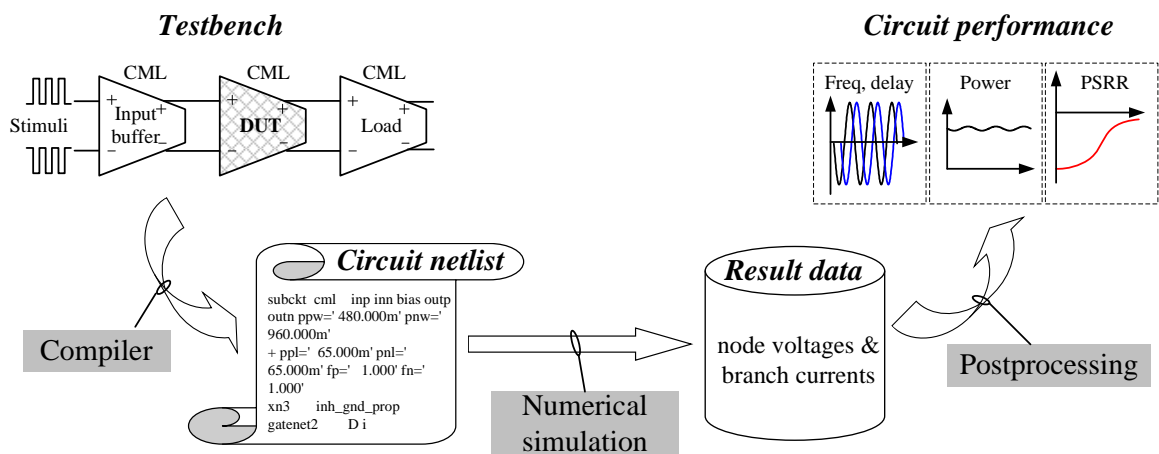 Testbench
CML
CML
CML
Stimuli
+
−
Input
buffer
+
−
+
−
DUT
+
−
+
−
Load
Circuit performance
Freq, delay
Power
PSRR
Compiler
Circuit netlist
subckt cml inp inn bias outp
outn ppw=' 480.000m' pnw='
960.000m'
+ ppl=' 65.000m' pnl='
65.000m' fp=' 1.000' fn='
1.000'
xn3 inh_gnd_prop
gatenet2 D i
Numerical
simulation
Result data
node voltages &
branch currents
Postprocessing